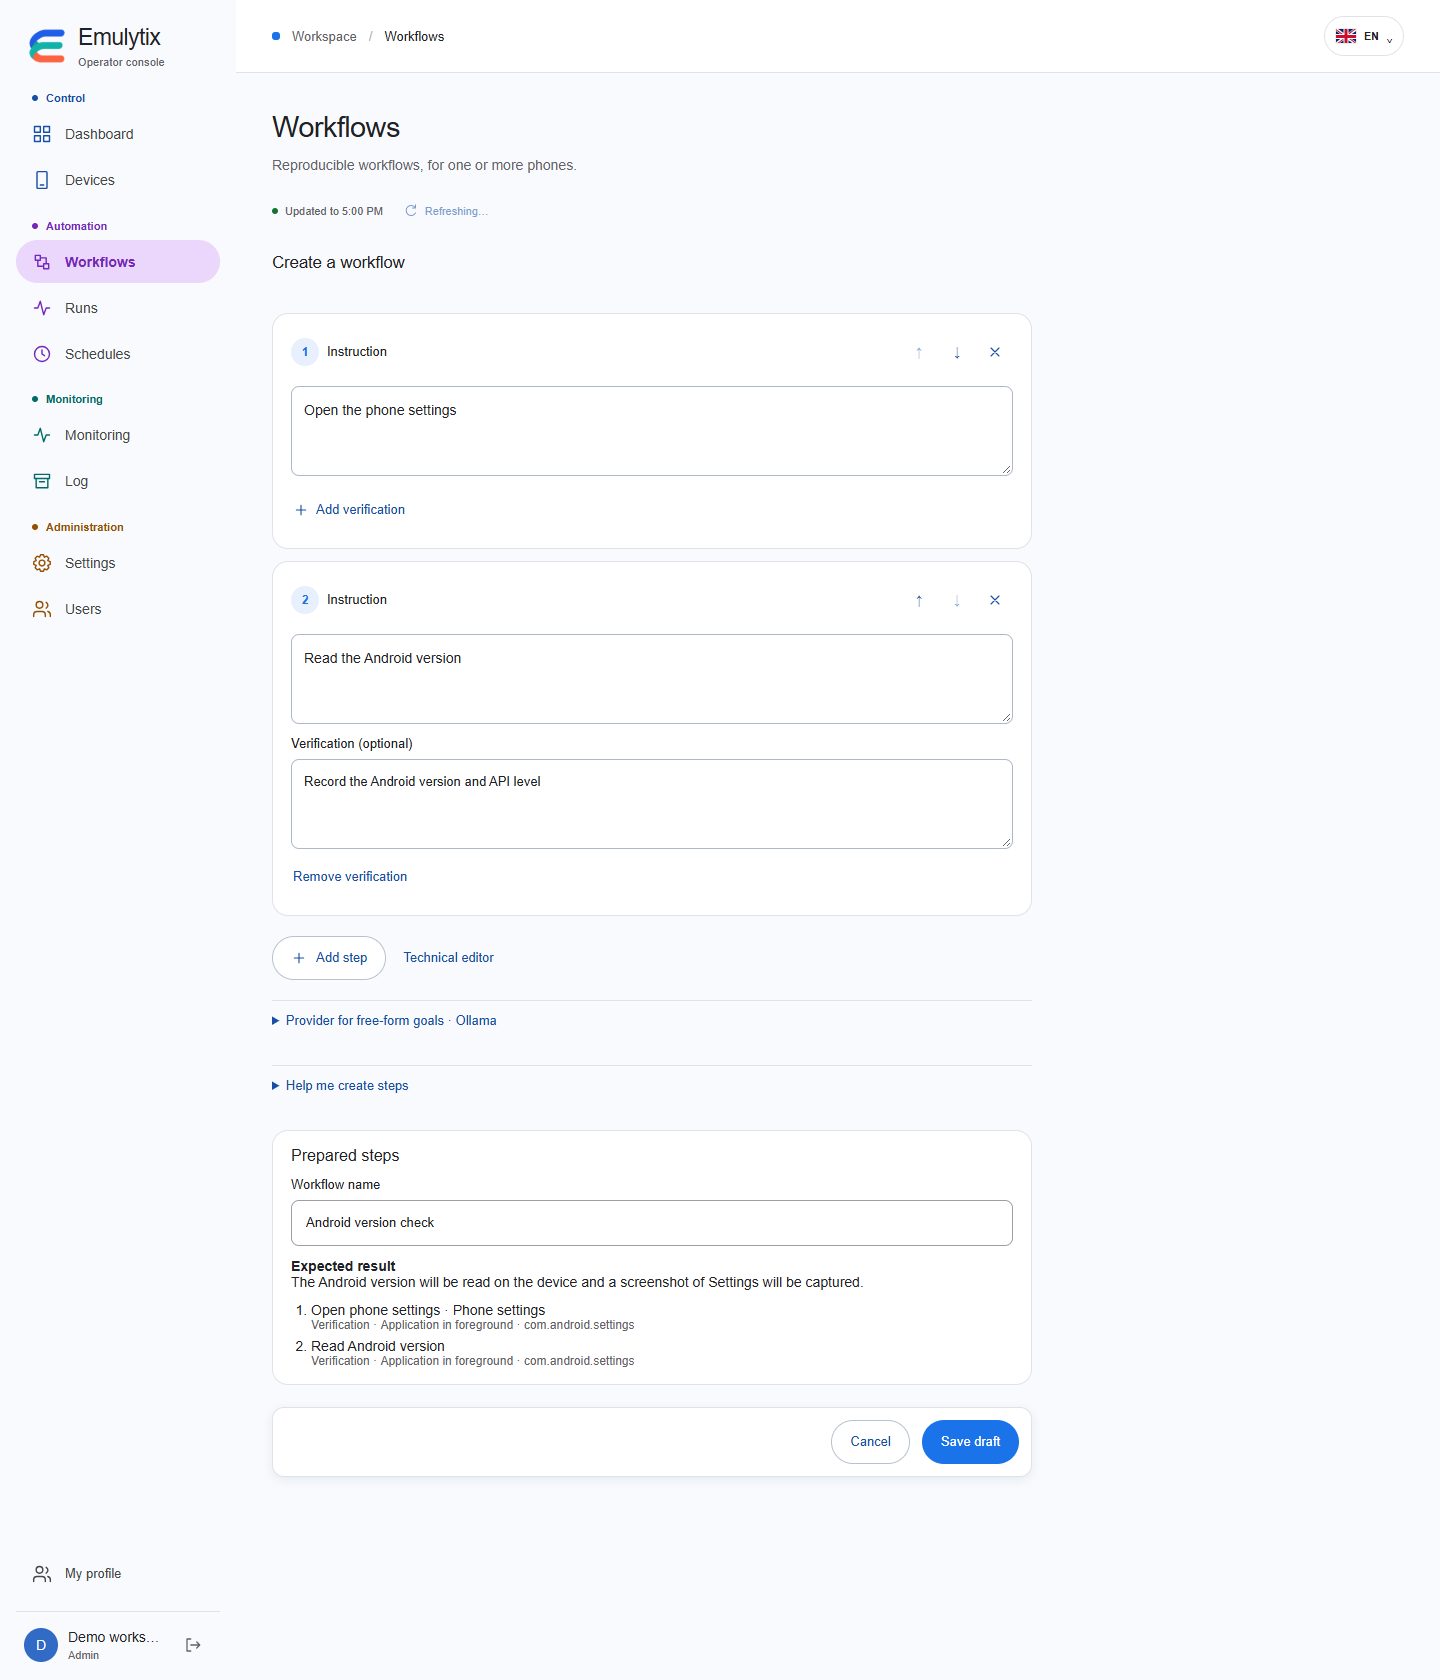 Emulytix
Operator console
Control
Dashboard
Devices
Automation
Workflows
Runs
Schedules
Monitoring
Monitoring
Log
Administration
Settings
Users
My profile
D
Demo works...
Admin
Workspace / Workflows
EN
Workflows
Reproducible workflows, for one or more phones.
Updated to 5:00 PM Refreshing...
Create a workflow
1 Instruction ↑ ↓ ×
Open the phone settings
+ Add verification
2 Instruction ↑ ↓ ×
Read the Android version
Verification (optional)
Record the Android version and API level
Remove verification
+ Add step Technical editor
Provider for free-form goals · Ollama
Help me create steps
Prepared steps
Workflow name
Android version check
Expected result
The Android version will be read on the device and a screenshot of Settings will be captured.
1. Open phone settings · Phone settings
Verification · Application in foreground · com.android.settings
2. Read Android version
Verification · Application in foreground · com.android.settings
Cancel Save draft